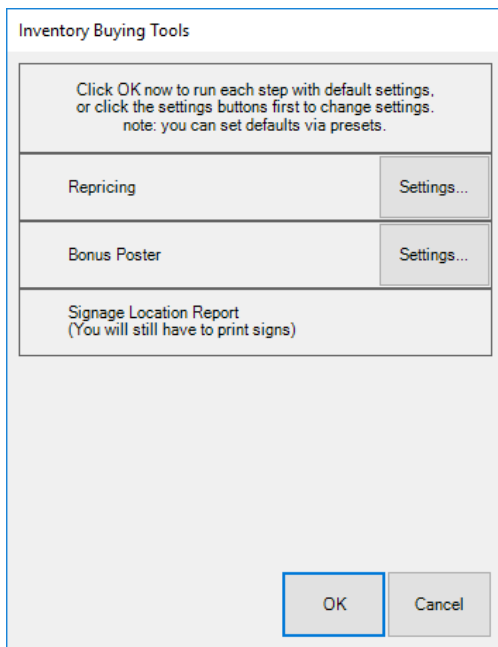 Inventory Buying Tools
Click OK now to run each step with default settings,
or click the settings buttons first to change settings.
note: you can set defaults via presets.
Repricing
Settings...
Bonus Poster
Settings...
Signage Location Report
(You will still have to print signs)
OK
Cancel